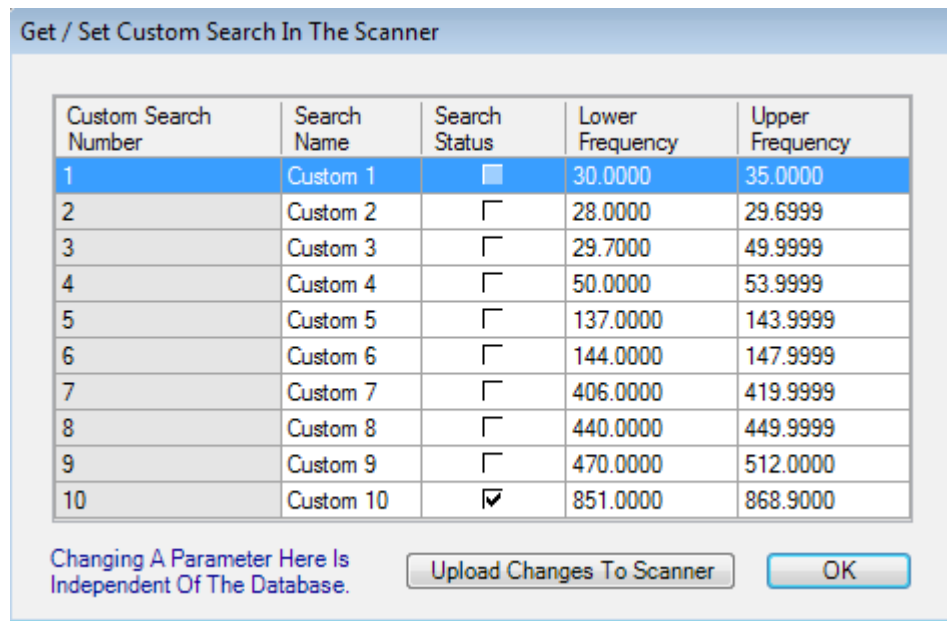 Get / Set Custom Search In The Scanner
Custom Search Number Search Name Search Status Lower Frequency Upper Frequency
1 Custom 1 30.0000 35.0000
2 Custom 2 28.0000 29.6999
3 Custom 3 29.7000 49.9999
4 Custom 4 50.0000 53.9999
5 Custom 5 137.0000 143.9999
6 Custom 6 144.0000 147.9999
7 Custom 7 406.0000 419.9999
8 Custom 8 440.0000 449.9999
9 Custom 9 470.0000 512.0000
10 Custom 10 851.0000 868.9000
Changing A Parameter Here Is
Independent Of The Database.
Upload Changes To Scanner OK